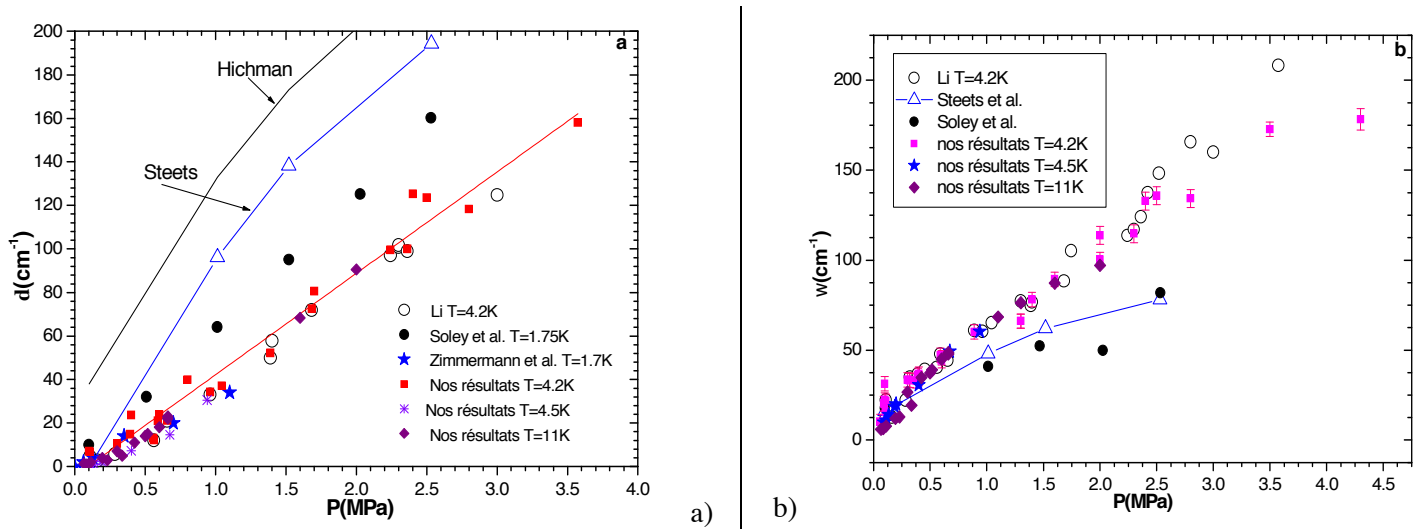 a
200
180
160
140
120
100
80
60
40
20
0
d(cm⁻¹)
0.0 0.5 1.0 1.5 2.0 2.5 3.0 3.5 4.0
P(MPa)
Hichman
Steets
Li T=4.2K
Soley et al. T=1.75K
Zimmermann et al. T=1.7K
Nos résultats T=4.2K
Nos résultats T=4.5K
Nos résultats T=11K
a)
b
225
200
175
150
125
100
75
50
25
0
w(cm⁻¹)
0.0 0.5 1.0 1.5 2.0 2.5 3.0 3.5 4.0 4.5
P(MPa)
Li T=4.2K
Steets et al.
Soley et al.
nos résultats T=4.2K
nos résultats T=4.5K
nos résultats T=11K
b)